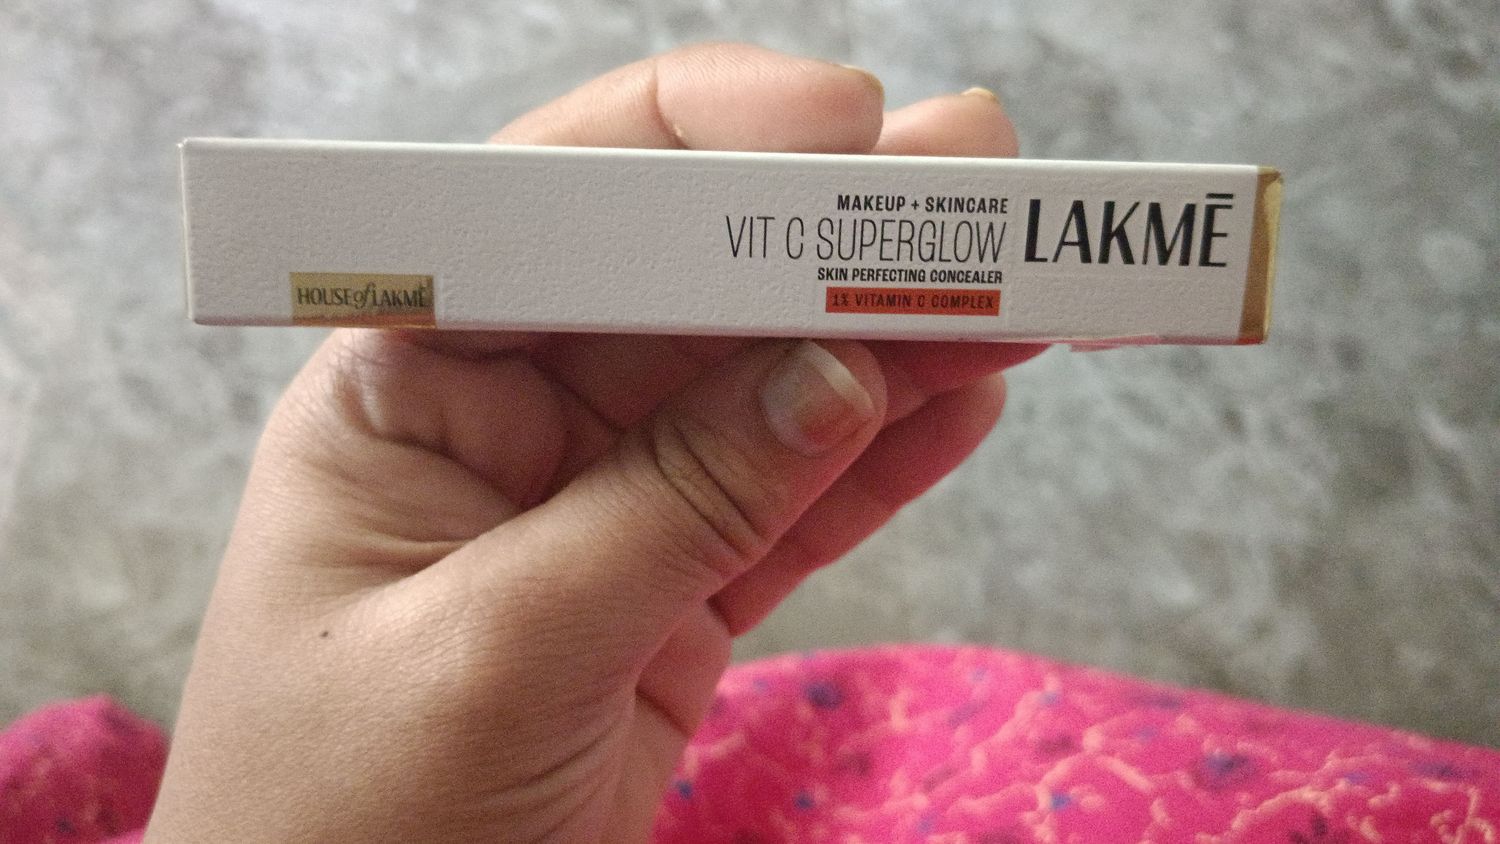 MAKEUP + SKINCARE
VIT C SUPERGLOW
SKIN PERFECTING CONCEALER
1% VITAMIN C COMPLEX
LAKMĒ
HOUSE of LAKMĒ